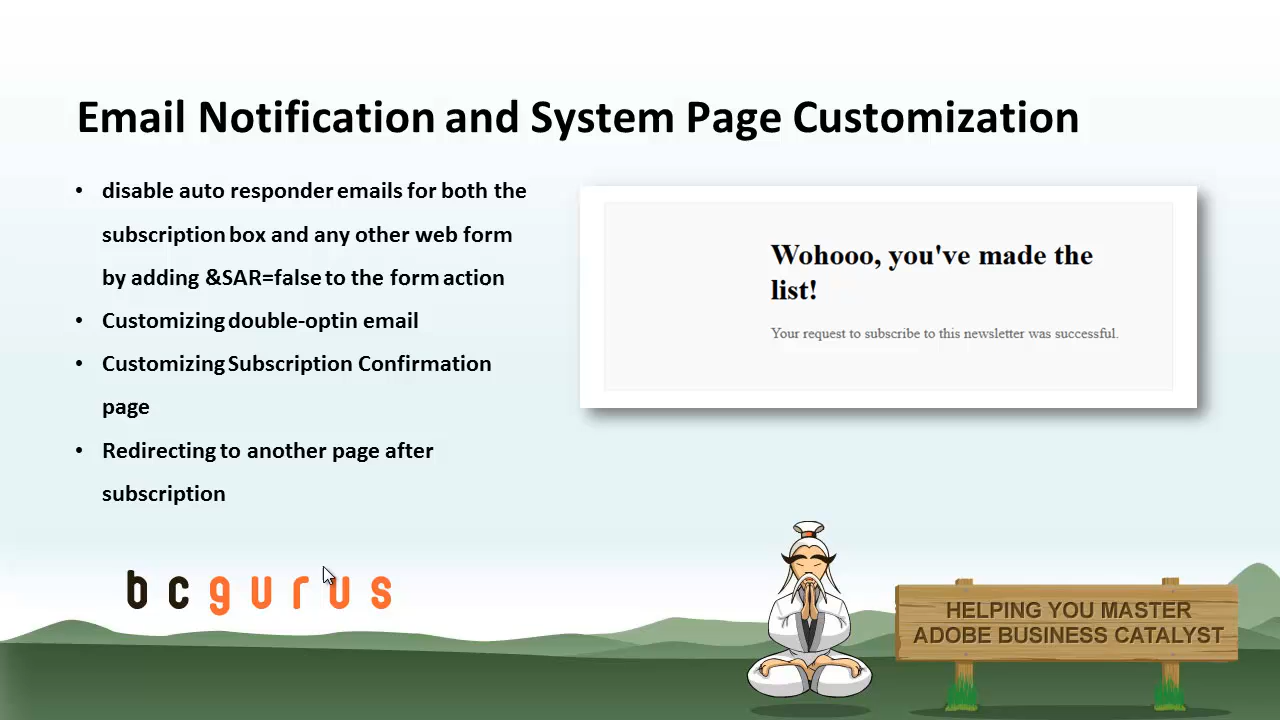 Email Notification and System Page Customization
• disable auto responder emails for both the
subscription box and any other web form
by adding &SAR=false to the form action
• Customizing double-optin email
• Customizing Subscription Confirmation
page
• Redirecting to another page after
subscription
Wohooo, you've made the
list!
Your request to subscribe to this newsletter was successful.
bcgurus
HELPING YOU MASTER
ADOBE BUSINESS CATALYST